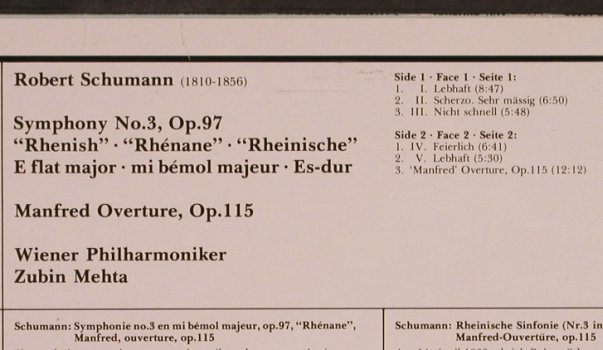 Robert Schumann (1810-1856)
Symphony No.3, Op.97
“Rhenish” · “Rhénane” · “Rheinische”
E flat major · mi bémol majeur · Es-dur
Manfred Overture, Op.115
Wiener Philharmoniker
Zubin Mehta
Side 1 · Face 1 · Seite 1:
1. I. Lebhaft (8:47)
2. II. Scherzo. Sehr mässig (6:50)
3. III. Nicht schnell (5:48)
Side 2 · Face 2 · Seite 2:
1. IV. Feierlich (6:41)
2. V. Lebhaft (5:30)
3. ‘Manfred’ Overture, Op.115 (12:12)
Schumann: Symphonie no.3 en mi bémol majeur, op.97, “Rhénane”,
Manfred, ouverture, op.115
Schumann: Rheinische Sinfonie (Nr.3 in
Manfred-Ouvertüre, op.115